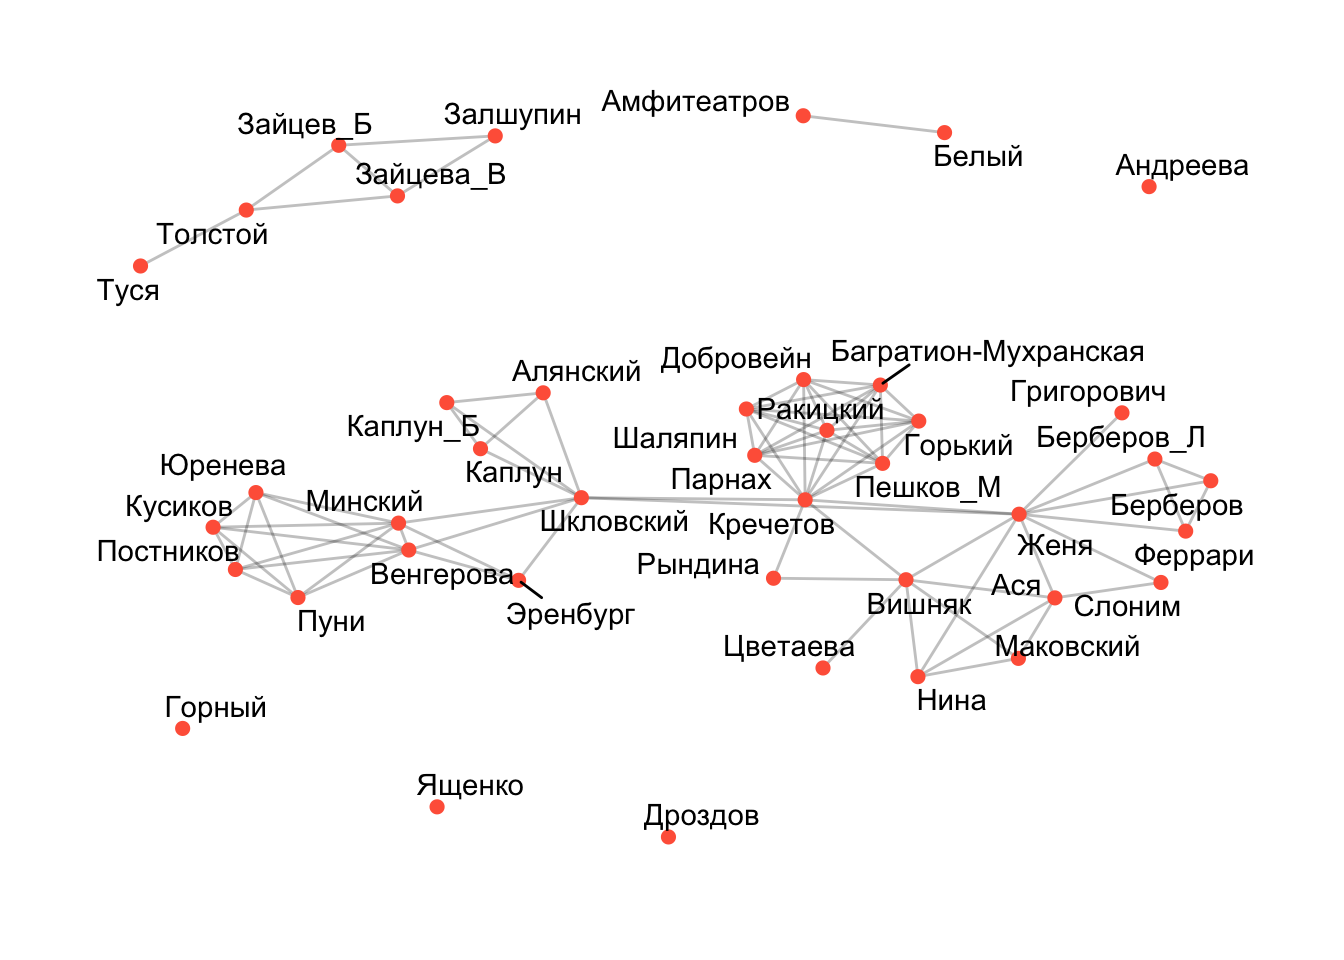 Амфитеатров
Залшупин
Зайцев_Б
Белый
Андреева
Зайцева_В
Толстой
Туся
Багратион-Мухранская
Добровейн
Алянский
Григорович
Ракицкий
Каплун_Б
Шаляпин
Горький
Берберов_Л
Юренева
Каплун
Парнах
Пешков_М
Кусиков
Минский
Берберов
Шкловский
Кречетов
Постников
Женя
Феррари
Рындина
Венгерова
Ася
Вишняк
Слоним
Эренбург
Пуни
Цветаева
Маковский
Нина
Горный
Ященко
Дроздов